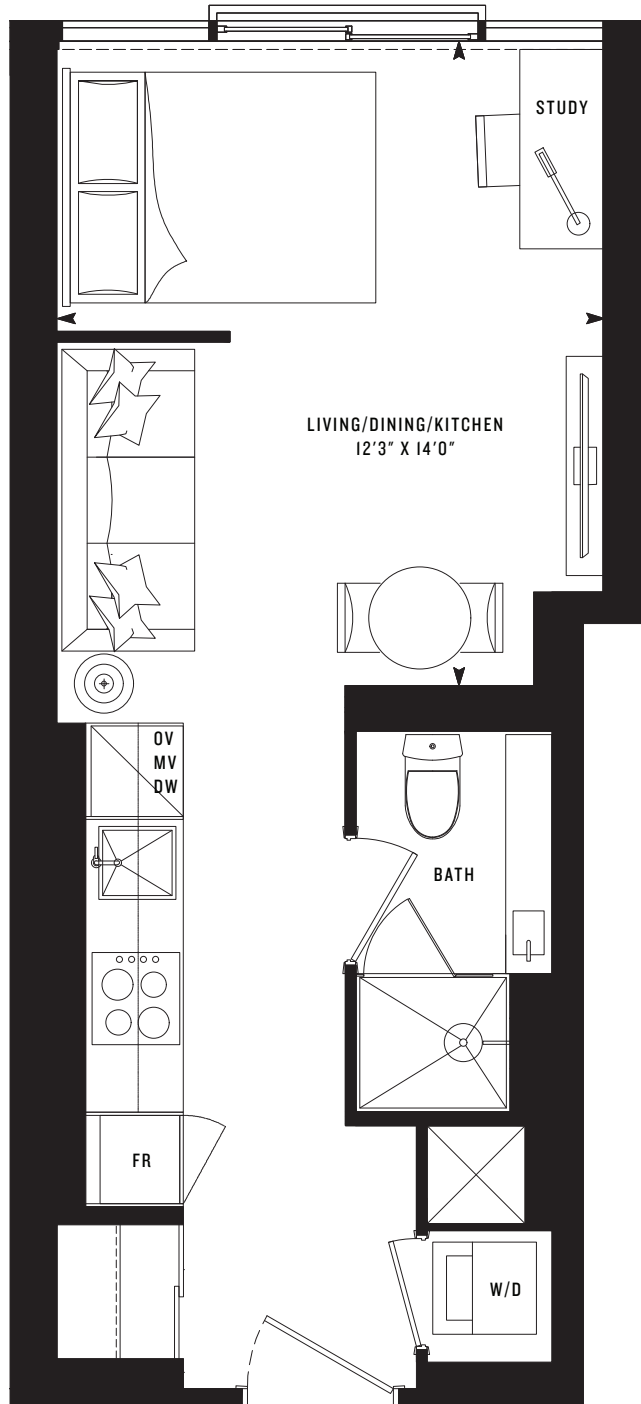 STUDY
LIVING/DINING/KITCHEN
12'3" X 14'0"
OV
MV
DW
BATH
FR
W/D